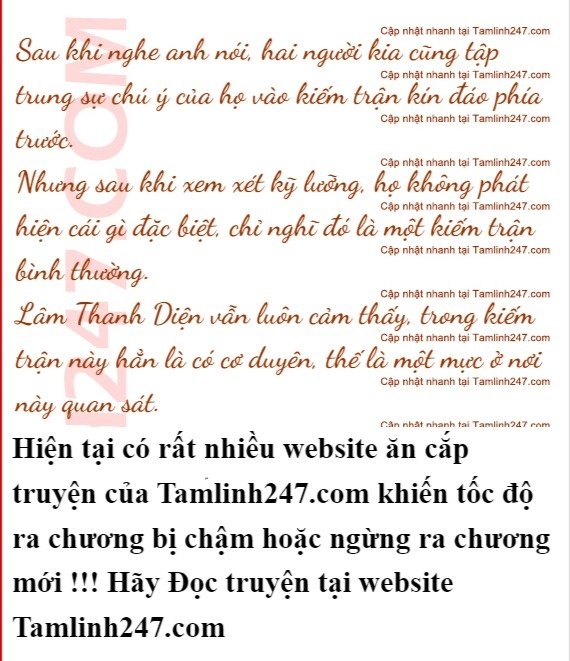 Cập nhật nhanh tại Tamlinh247.com
Sau khi nghe anh nói, hai người kia cũng tập
Cập nhật nhanh tại Tamlinh247.com
trung sự chú ý của họ vào kiếm trận kín đáo phía
Cập nhật nhanh tại Tamlinh247.com
trước.
Cập nhật nhanh tại Tamlinh247.com
Nhưng sau khi xem xét kỹ lưỡng, họ không phát
Cập nhật nhanh tại Tamlinh247.com
hiện cái gì đặc biệt, chỉ nghĩ đó là một kiếm trận
Cập nhật nhanh tại Tamlinh247.com
bình thường.
Cập nhật nhanh tại Tamlinh247.com
Lâm Thanh Diện vẫn luôn cảm thấy, trong kiếm
Cập nhật nhanh tại Tamlinh247.com
trận này hẳn là có cơ duyên, thế là một mực ở nơi
Cập nhật nhanh tại Tamlinh247.com
này quan sát.
Cập nhật nhanh tại Tamlinh247.com
247.COM
Hiện tại có rất nhiều website ăn cắp
truyện của Tamlinh247.com khiến tốc độ
ra chương bị chậm hoặc ngừng ra chương
mới !!! Hãy Đọc truyện tại website
Tamlinh247.com